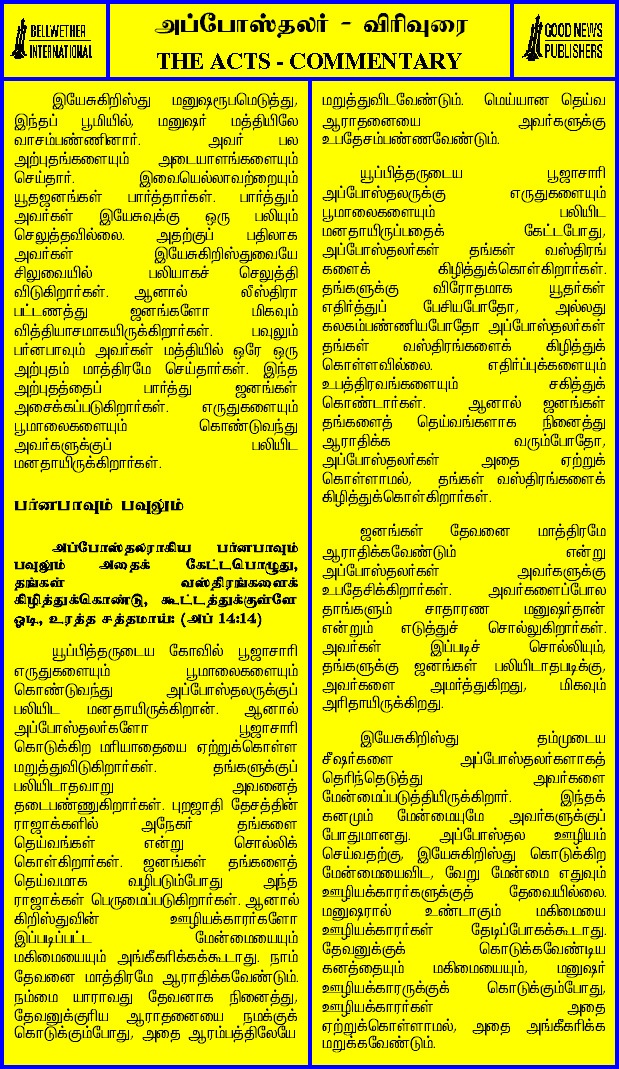 BELLWETHER
INTERNATIONAL
அப்போஸ்தலர் - விரிவுரை
THE ACTS - COMMENTARY
GOOD NEWS
PUBLISHERS
இயேசுகிறிஸ்து மனுஷரூபமெடுத்து,
இந்தப் பூமியில், மனுஷர் மத்தியிலே
வாசம்பண்ணினார். அவர் பல
அற்புதங்களையும் அடையாளங்களையும்
செய்தார். இவையெல்லாவற்றையும்
யூதஜனங்கள் பார்த்தார்கள். பார்த்தும்
அவர்கள் இயேசுவுக்கு ஒரு பலியும்
செலுத்தவில்லை. அதற்குப் பதிலாக
அவர்கள் இயேசுகிறிஸ்துவையே
சிலுவையில் பலியாகச் செலுத்தி
விடுகிறார்கள். ஆனால் லீஸ்திரா
பட்டணத்து ஜனங்களோ மிகவும்
வித்தியாசமாகயிருக்கிறார்கள். பவுலும்
பர்னபாவும் அவர்கள் மத்தியில் ஒரே ஒரு
அற்புதம் மாத்திரமே செய்தார்கள். இந்த
அற்புதத்தைப் பார்த்து ஜனங்கள்
அசைக்கப்படுகிறார்கள். எருதுகளையும்
பூமாலைகளையும் கொண்டுவந்து
அவர்களுக்குப் பலியிட
மனதாயிருக்கிறார்கள்.
பர்னபாவும் பவுலும்
அப்போஸ்தலராகிய பர்னபாவும்
பவுலும் அதைக் கேட்டபொழுது,
தங்கள் வஸ்திரங்களைக்
கிழித்துக்கொண்டு, கூட்டத்துக்குள்ளே
ஓடி, உரத்த சத்தமாய்: (அப் 14:14)
யூப்பித்தருடைய கோவில் பூஜாசாரி
எருதுகளையும் பூமாலைகளையும்
கொண்டுவந்து அப்போஸ்தலருக்குப்
பலியிட மனதாயிருக்கிறான். ஆனால்
அப்போஸ்தலர்களோ பூஜாசாரி
கொடுக்கிற மரியாதையை ஏற்றுக்கொள்ள
மறுத்துவிடுகிறார்கள். தங்களுக்குப்
பலியிடாதவாறு அவனைத்
தடைபண்ணுகிறார்கள். புறஜாதி தேசத்தின்
ராஜாக்களில் அநேகர் தங்களை
தெய்வங்கள் என்று சொல்லிக்
கொள்கிறார்கள். ஜனங்கள் தங்களைத்
தெய்வமாக வழிபடும்போது அந்த
ராஜாக்கள் பெருமைப்படுகிறார்கள். ஆனால்
கிறிஸ்துவின் ஊழியக்காரர்களோ
இப்படிப்பட்ட மேன்மையையும்
மகிமையையும் அங்கீகரிக்கக்கூடாது. நாம்
தேவனை மாத்திரமே ஆராதிக்கவேண்டும்.
நம்மை யாராவது தேவனாக நினைத்து,
தேவனுக்குரிய ஆராதனையை நமக்குக்
கொடுக்கும்போது, அதை ஆரம்பத்திலேயே
மறுத்துவிடவேண்டும். மெய்யான தெய்வ
ஆராதனையை அவர்களுக்கு
உபதேசம்பண்ணவேண்டும்.
யூப்பித்தருடைய பூஜாசாரி
அப்போஸ்தலருக்கு எருதுகளையும்
பூமாலைகளையும் பலியிட
மனதாயிருப்பதைக் கேட்டபோது,
அப்போஸ்தலர்கள் தங்கள் வஸ்திரங்
களைக் கிழித்துக்கொள்கிறார்கள்.
தங்களுக்கு விரோதமாக யூதர்கள்
எதிர்த்துப் பேசியபோதோ, அல்லது
கலகம்பண்ணியபோதோ அப்போஸ்தலர்கள்
தங்கள் வஸ்திரங்களைக் கிழித்துக்
கொள்ளவில்லை. எதிர்ப்புக்களையும்
உபத்திரவங்களையும் சகித்துக்
கொண்டார்கள். ஆனால் ஜனங்கள்
தங்களைத் தெய்வங்களாக நினைத்து
ஆராதிக்க வரும்போதோ,
அப்போஸ்தலர்கள் அதை ஏற்றுக்
கொள்ளாமல், தங்கள் வஸ்திரங்களைக்
கிழித்துக்கொள்கிறார்கள்.
ஜனங்கள் தேவனை மாத்திரமே
ஆராதிக்கவேண்டும் என்று
அப்போஸ்தலர்கள் அவர்களுக்கு
உபதேசிக்கிறார்கள். அவர்களைப்போல
தாங்களும் சாதாரண மனுஷர்தான்
என்றும் எடுத்துச் சொல்லுகிறார்கள்.
அவர்கள் இப்படிச் சொல்லியும்,
தங்களுக்கு ஜனங்கள் பலியிடாதபடிக்கு,
அவர்களை அமர்த்துகிறது, மிகவும்
அரிதாயிருக்கிறது.
இயேசுகிறிஸ்து தம்முடைய
சீஷர்களை அப்போஸ்தலர்களாகத்
தெரிந்தெடுத்து அவர்களை
மேன்மைப்படுத்தியிருக்கிறார். இந்தக்
கனமும் மேன்மையுமே அவர்களுக்குப்
போதுமானது. அப்போஸ்தல ஊழியம்
செய்வதற்கு, இயேசுகிறிஸ்து கொடுக்கிற
மேன்மையைவிட, வேறு மேன்மை எதுவும்
ஊழியக்காரர்களுக்குத் தேவையில்லை.
மனுஷரால் உண்டாகும் மகிமையை
ஊழியக்காரர்கள் தேடிப்போகக்கூடாது.
தேவனுக்குக் கொடுக்கவேண்டிய
கனத்தையும் மகிமையையும், மனுஷர்
ஊழியக்காரருக்குக் கொடுக்கும்போது,
ஊழியக்காரர்கள் அதை
ஏற்றுக்கொள்ளாமல், அதை அங்கீகரிக்க
மறுக்கவேண்டும்.